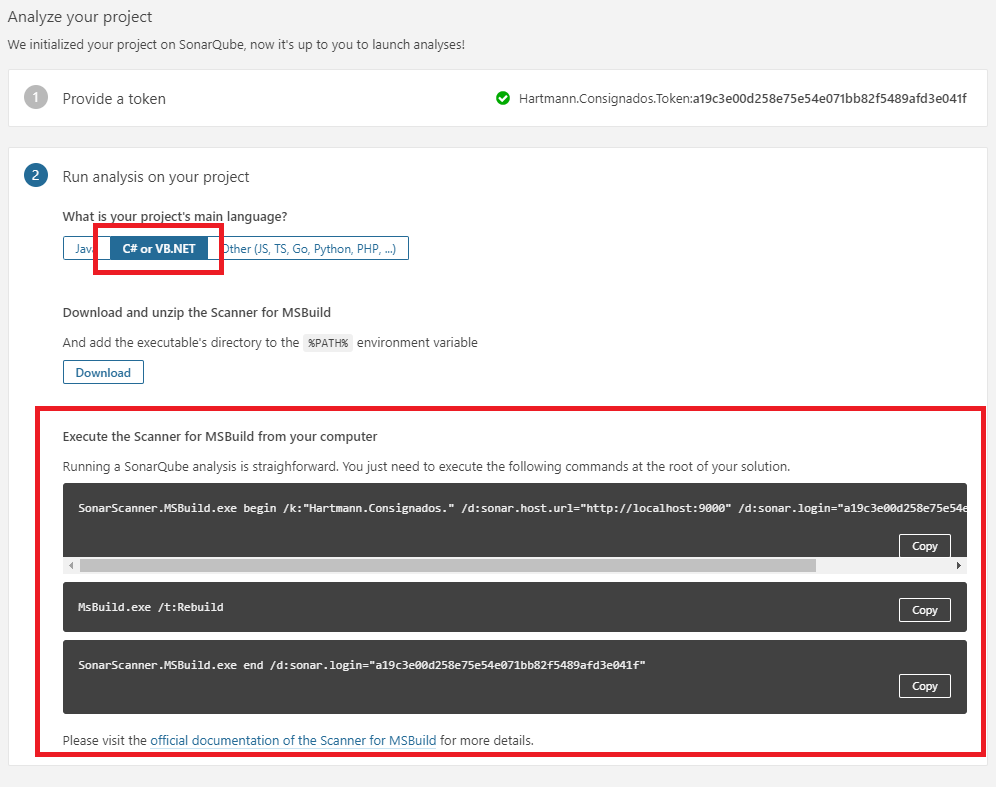 Analyze your project
We initialized your project on SonarQube, now it's up to you to launch analyses!
1 Provide a token Hartmann.Consignados.Token:a19c3e00d258e75e54e071bb82f5489afd3e041f
2 Run analysis on your project
What is your project's main language?
Java C# or VB.NET Other (JS, TS, Go, Python, PHP, ...)
Download and unzip the Scanner for MSBuild
And add the executable's directory to the %PATH% environment variable
Download
Execute the Scanner for MSBuild from your computer
Running a SonarQube analysis is straighforward. You just need to execute the following commands at the root of your solution.
SonarScanner.MSBuild.exe begin /k:"Hartmann.Consignados." /d:sonar.host.url="http://localhost:9000" /d:sonar.login="a19c3e00d258e75e54e
Copy
MsBuild.exe /t:Rebuild
Copy
SonarScanner.MSBuild.exe end /d:sonar.login="a19c3e00d258e75e54e071bb82f5489afd3e041f"
Copy
Please visit the official documentation of the Scanner for MSBuild for more details.